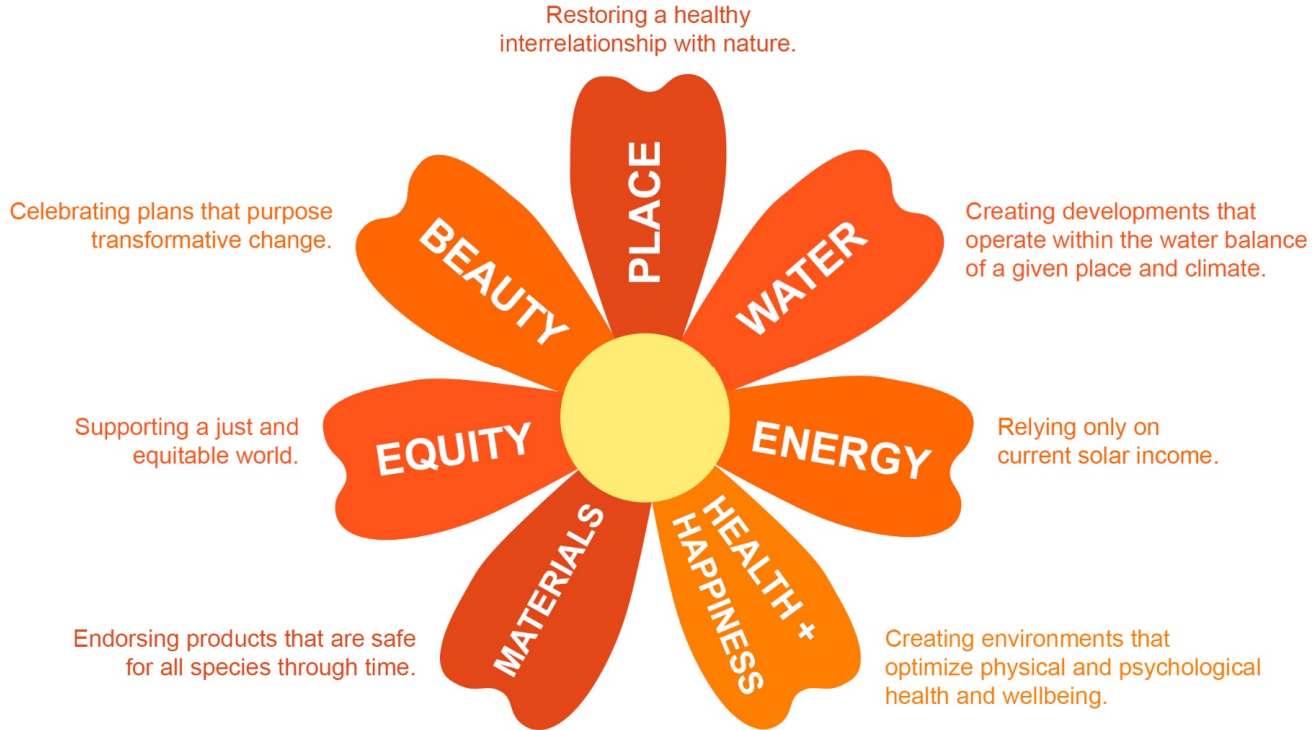 Restoring a healthy
interrelationship with nature.
PLACE
WATER
Creating developments that
operate within the water balance
of a given place and climate.
ENERGY
Relying only on
current solar income.
HEALTH +
HAPPINESS
Creating environments that
optimize physical and psychological
health and wellbeing.
MATERIALS
Endorsing products that are safe
for all species through time.
EQUITY
Supporting a just and
equitable world.
BEAUTY
Celebrating plans that purpose
transformative change.